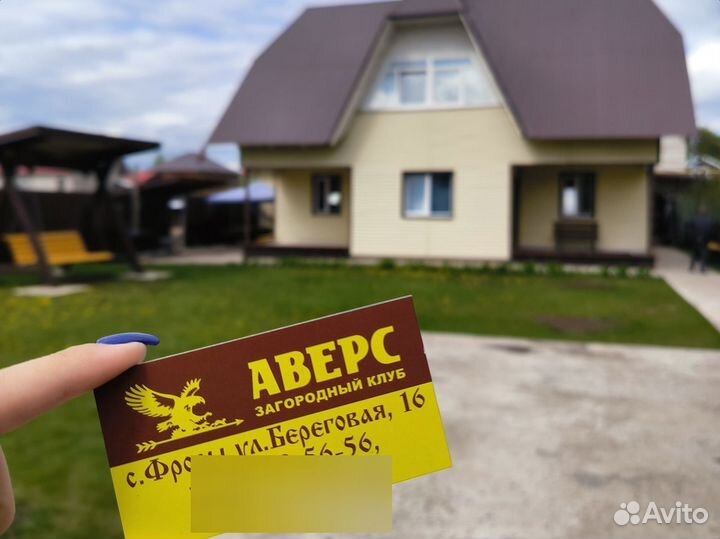 АВЕРС
ЗАГОРОДНЫЙ КЛУБ
ул.Береговая, 16
56-56,
Avito